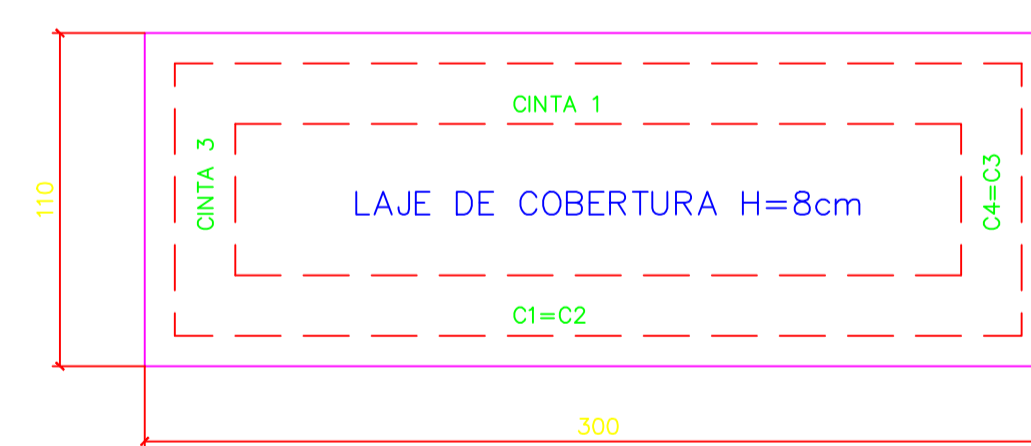 CINTA 1
CINTA 3
110
LAJE DE COBERTURA H=8cm
C4=C3
C1=C2
300